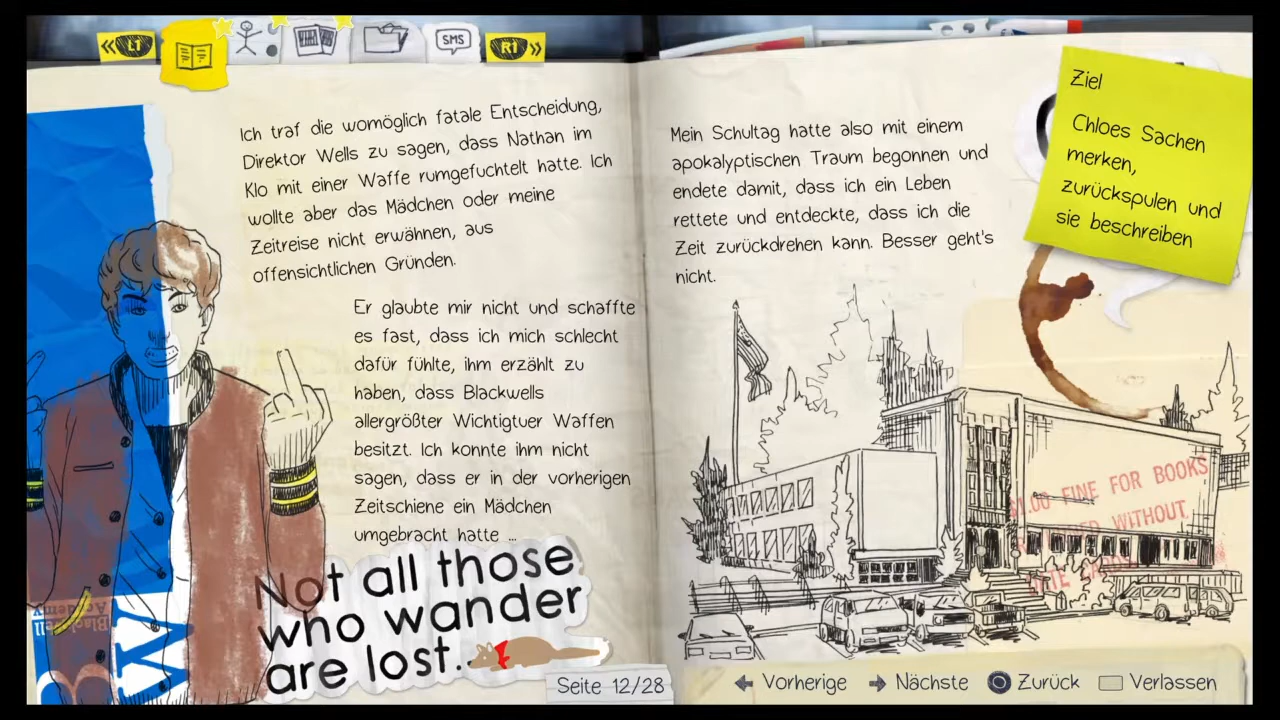 L1
SMS
R1
Ich traf die womöglich fatale Entscheidung,
Direktor Wells zu sagen, dass Nathan im
Klo mit einer Waffe rumgefuchtelt hatte. Ich
wollte aber das Mädchen oder meine
Zeitreise nicht erwähnen, aus
offensichtlichen Gründen.
Er glaubte mir nicht und schaffte
es fast, dass ich mich schlecht
dafür fühlte, ihm erzählt zu
haben, dass Blackwells
allergrößter Wichtigtuer Waffen
besitzt. Ich konnte ihm nicht
sagen, dass er in der vorherigen
Zeitschiene ein Mädchen
umgebracht hatte ...
Not all those
who wander
are lost...
Seite 12/28
Mein Schultag hatte also mit einem
apokalyptischen Traum begonnen und
endete damit, dass ich ein Leben
rettete und entdeckte, dass ich die
Zeit zurückdrehen kann. Besser geht's
nicht.
Ziel
Chloes Sachen
merken,
zurückspulen und
sie beschreiben
FINE FOR BOOKS
WITHOUT
Vorherige
Nächste
Zurück
Verlassen